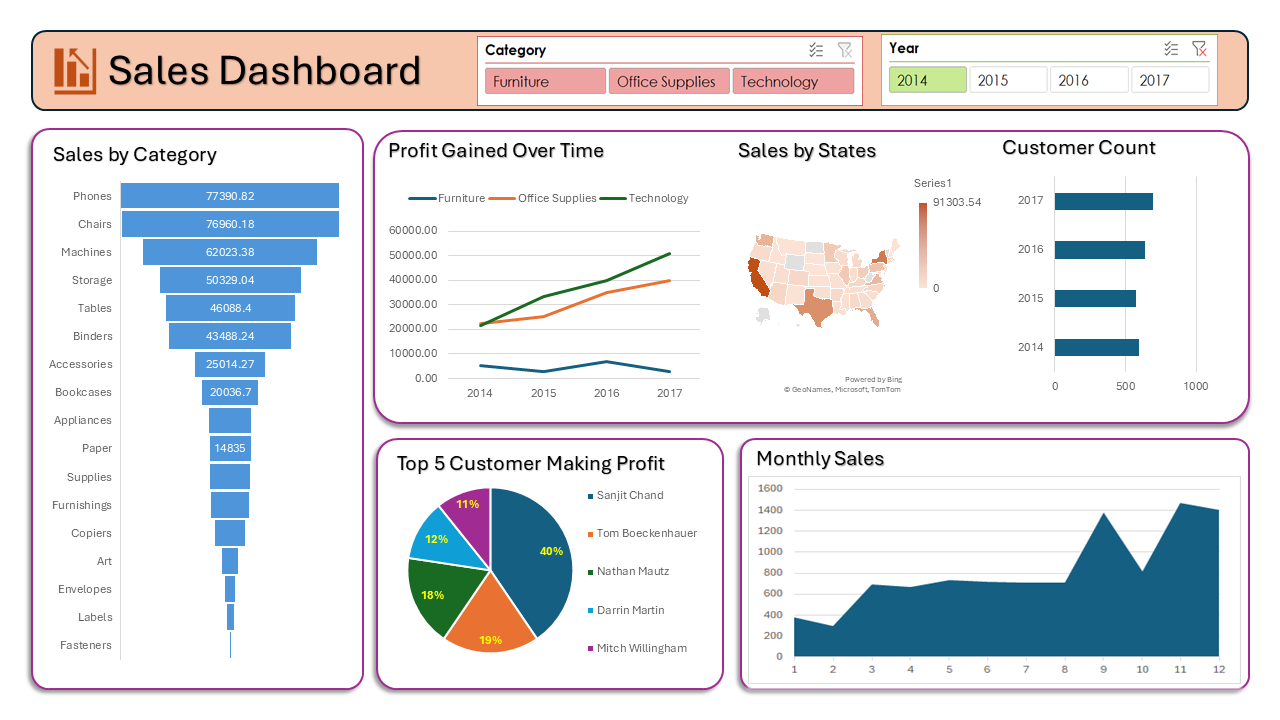 Sales Dashboard
Category
Furniture Office Supplies Technology
Year
2014 2015 2016 2017
Sales by Category
Phones 77390.82
Chairs 76960.18
Machines 62023.38
Storage 50329.04
Tables 46088.4
Binders 43488.24
Accessories 25014.27
Bookcases 20036.7
Appliances
Paper 14835
Supplies
Furnishings
Copiers
Art
Envelopes
Labels
Fasteners
Profit Gained Over Time
Furniture Office Supplies Technology
60000.00
50000.00
40000.00
30000.00
20000.00
10000.00
0.00
2014 2015 2016 2017
Sales by States
Series1
91303.54
0
Powered by Bing
© GeoNames, Microsoft, TomTom
Customer Count
2017
2016
2015
2014
0 500 1000
Top 5 Customer Making Profit
40%
19%
18%
12%
11%
Sanjit Chand
Tom Boeckenhauer
Nathan Mautz
Darrin Martin
Mitch Willingham
Monthly Sales
1600
1400
1200
1000
800
600
400
200
0
1 2 3 4 5 6 7 8 9 10 11 12